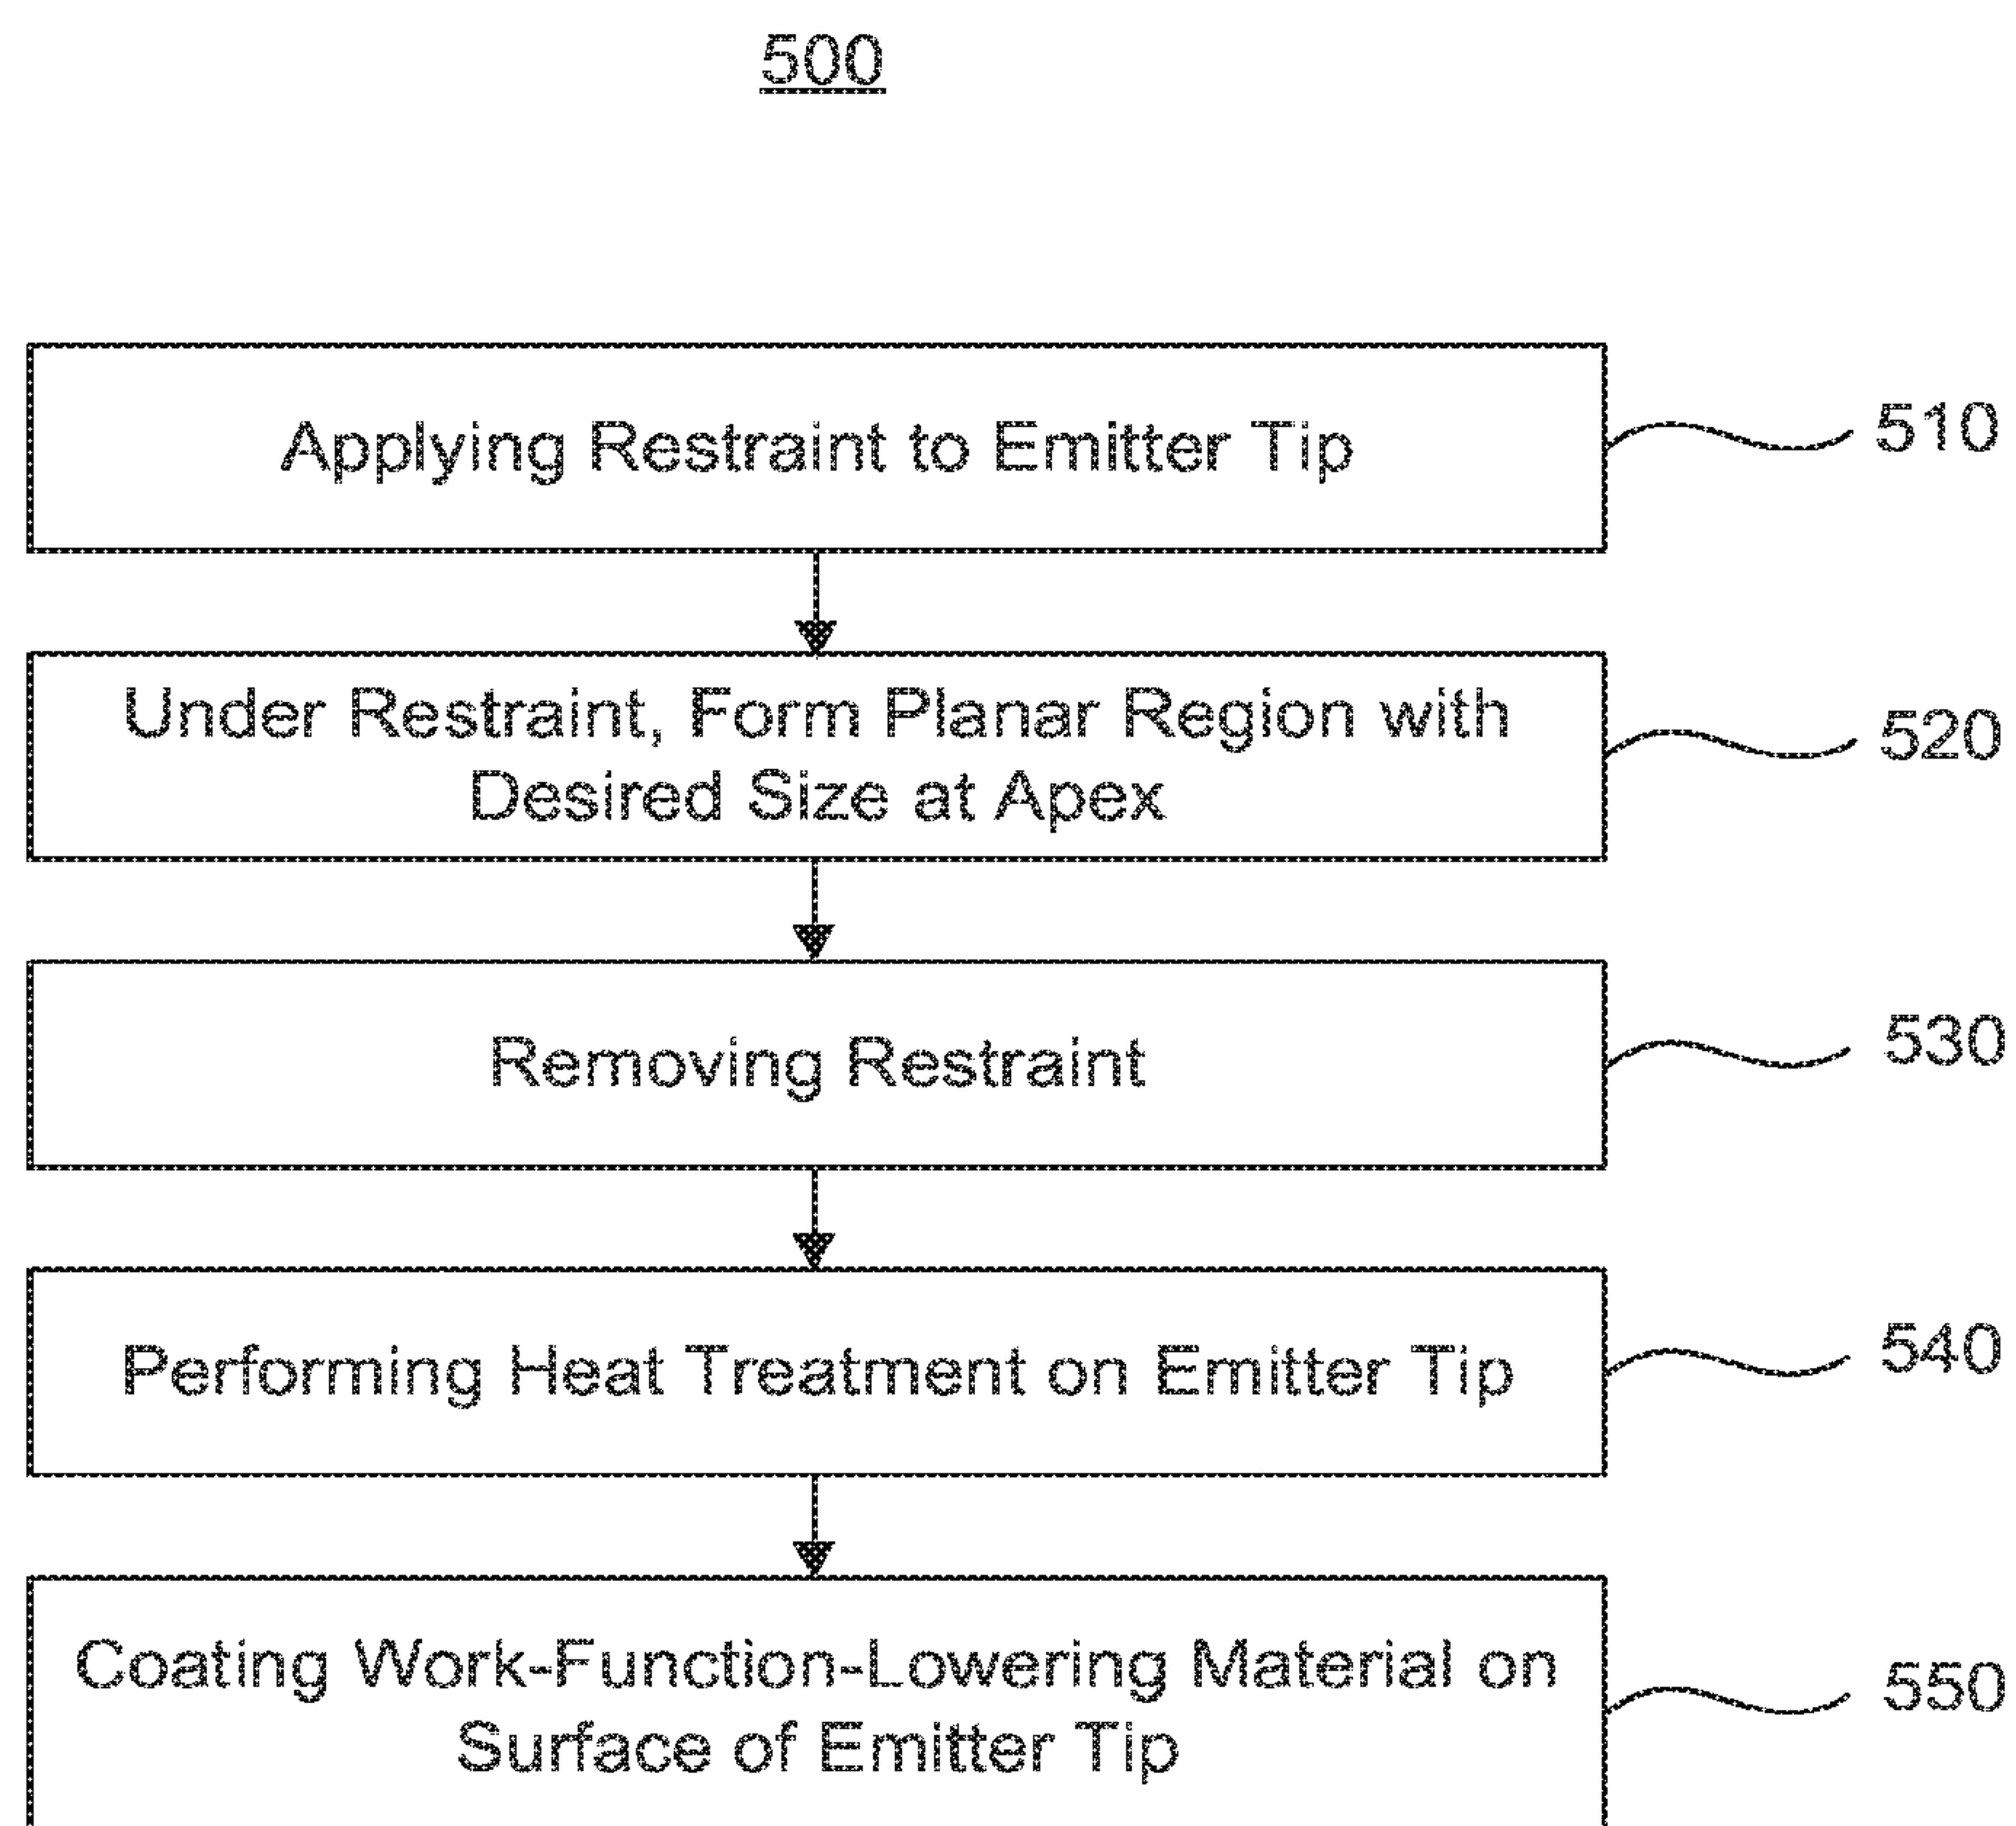 500
Applying Restraint to Emitter Tip
510
Under Restraint, Form Planar Region with
Desired Size at Apex
520
Removing Restraint
530
Performing Heat Treatment on Emitter Tip
540
Coating Work-Function-Lowering Material on
Surface of Emitter Tip
550